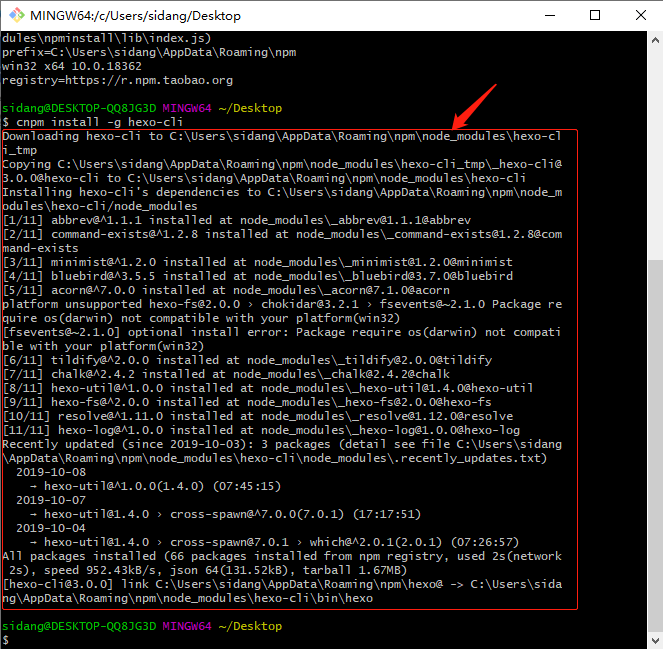 MINGW64:/c/Users/sidang/Desktop
dules\npminstall\lib\index.js)
prefix=C:\Users\sidang\AppData\Roaming\npm
win32 x64 10.0.18362
registry=https://r.npm.taobao.org
sidang@DESKTOP-QQ8JG3D MINGW64 ~/Desktop
$ cnpm install -g hexo-cli
Downloading hexo-cli to C:\Users\sidang\AppData\Roaming\npm\node_modules\hexo-cl
i_tmp
Copying C:\Users\sidang\AppData\Roaming\npm\node_modules\hexo-cli_tmp\_hexo-cli@
3.0.0@hexo-cli to C:\Users\sidang\AppData\Roaming\npm\node_modules\hexo-cli
Installing hexo-cli's dependencies to C:\Users\sidang\AppData\Roaming\npm\node_m
odules\hexo-cli/node_modules
[1/11] abbrev@^1.1.1 installed at node_modules\_abbrev@1.1.1@abbrev
[2/11] command-exists@^1.2.8 installed at node_modules\_command-exists@1.2.8@com
mand-exists
[3/11] minimist@^1.2.0 installed at node_modules\_minimist@1.2.0@minimist
[4/11] bluebird@^3.5.5 installed at node_modules\_bluebird@3.7.0@bluebird
[5/11] acorn@^7.0.0 installed at node_modules\_acorn@7.1.0@acorn
platform unsupported hexo-fs@2.0.0 › chokidar@3.2.1 › fsevents@~2.1.0 Package re
quire os(darwin) not compatible with your platform(win32)
[fsevents@~2.1.0] optional install error: Package require os(darwin) not compati
ble with your platform(win32)
[6/11] tildify@^2.0.0 installed at node_modules\_tildify@2.0.0@tildify
[7/11] chalk@^2.4.2 installed at node_modules\_chalk@2.4.2@chalk
[8/11] hexo-util@^1.0.0 installed at node_modules\_hexo-util@1.4.0@hexo-util
[9/11] hexo-fs@^2.0.0 installed at node_modules\_hexo-fs@2.0.0@hexo-fs
[10/11] resolve@^1.11.0 installed at node_modules\_resolve@1.12.0@resolve
[11/11] hexo-log@^1.0.0 installed at node_modules\_hexo-log@1.0.0@hexo-log
Recently updated (since 2019-10-03): 3 packages (detail see file C:\Users\sidang
\AppData\Roaming\npm\node_modules\hexo-cli\node_modules\.recently_updates.txt)
2019-10-08
→ hexo-util@^1.0.0(1.4.0) (07:45:15)
2019-10-07
→ hexo-util@1.4.0 › cross-spawn@^7.0.0(7.0.1) (17:17:51)
2019-10-04
→ hexo-util@1.4.0 › cross-spawn@7.0.1 › which@^2.0.1(2.0.1) (07:26:57)
All packages installed (66 packages installed from npm registry, used 2s(network
2s), speed 952.43kB/s, json 64(131.52kB), tarball 1.67MB)
[hexo-cli@3.0.0] link C:\Users\sidang\AppData\Roaming\npm\hexo@ -> C:\Users\sida
ng\AppData\Roaming\npm\node_modules\hexo-cli\bin\hexo
sidang@DESKTOP-QQ8JG3D MINGW64 ~/Desktop
$